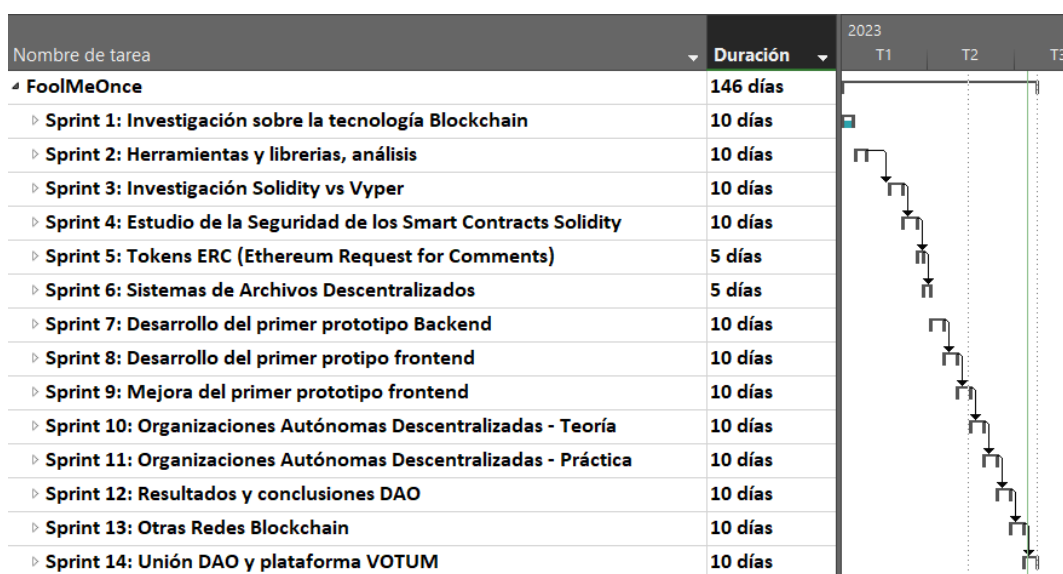 2023
Nombre de tarea Duración T1 T2 T3
FoolMeOnce 146 días
Sprint 1: Investigación sobre la tecnología Blockchain 10 días
Sprint 2: Herramientas y librerias, análisis 10 días
Sprint 3: Investigación Solidity vs Vyper 10 días
Sprint 4: Estudio de la Seguridad de los Smart Contracts Solidity 10 días
Sprint 5: Tokens ERC (Ethereum Request for Comments) 5 días
Sprint 6: Sistemas de Archivos Descentralizados 5 días
Sprint 7: Desarrollo del primer prototipo Backend 10 días
Sprint 8: Desarrollo del primer protipo frontend 10 días
Sprint 9: Mejora del primer prototipo frontend 10 días
Sprint 10: Organizaciones Autónomas Descentralizadas - Teoría 10 días
Sprint 11: Organizaciones Autónomas Descentralizadas - Práctica 10 días
Sprint 12: Resultados y conclusiones DAO 10 días
Sprint 13: Otras Redes Blockchain 10 días
Sprint 14: Unión DAO y plataforma VOTUM 10 días